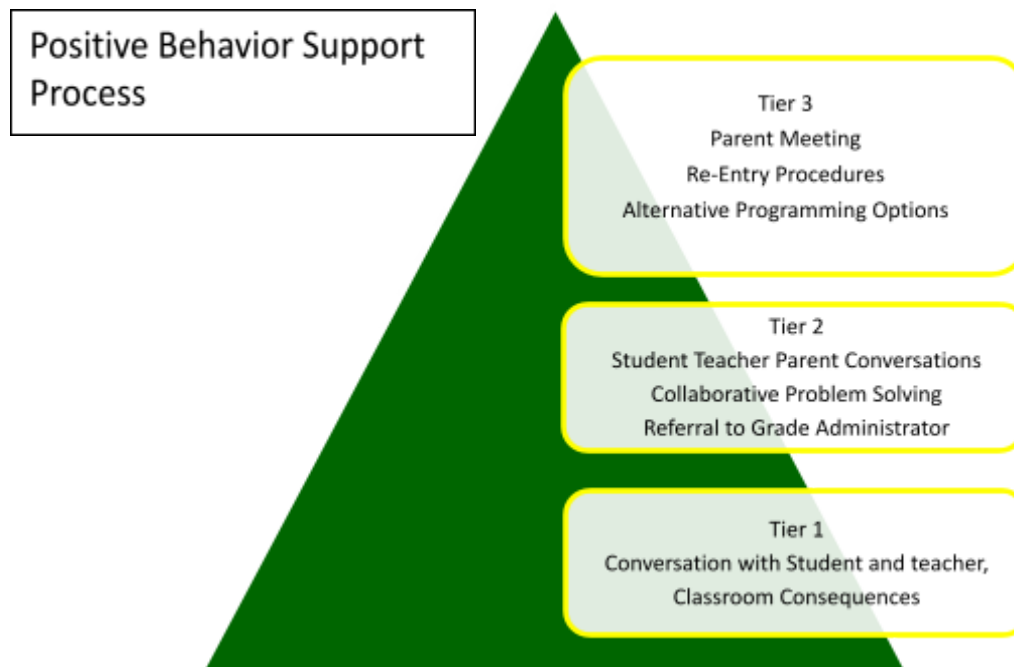 Positive Behavior Support
Process
Tier 3
Parent Meeting
Re-Entry Procedures
Alternative Programming Options
Tier 2
Student Teacher Parent Conversations
Collaborative Problem Solving
Referral to Grade Administrator
Tier 1
Conversation with Student and teacher,
Classroom Consequences